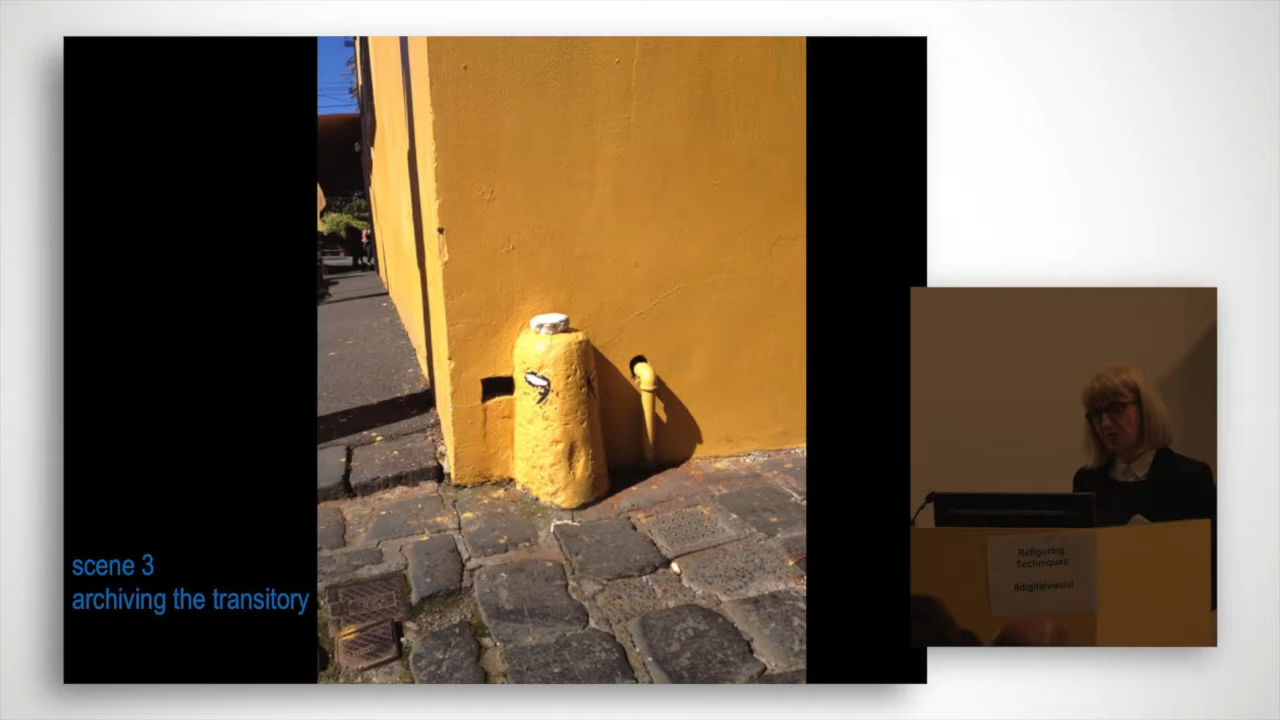 scene 3
archiving the transitory
Refiguring
Techniques
#digitalvisual